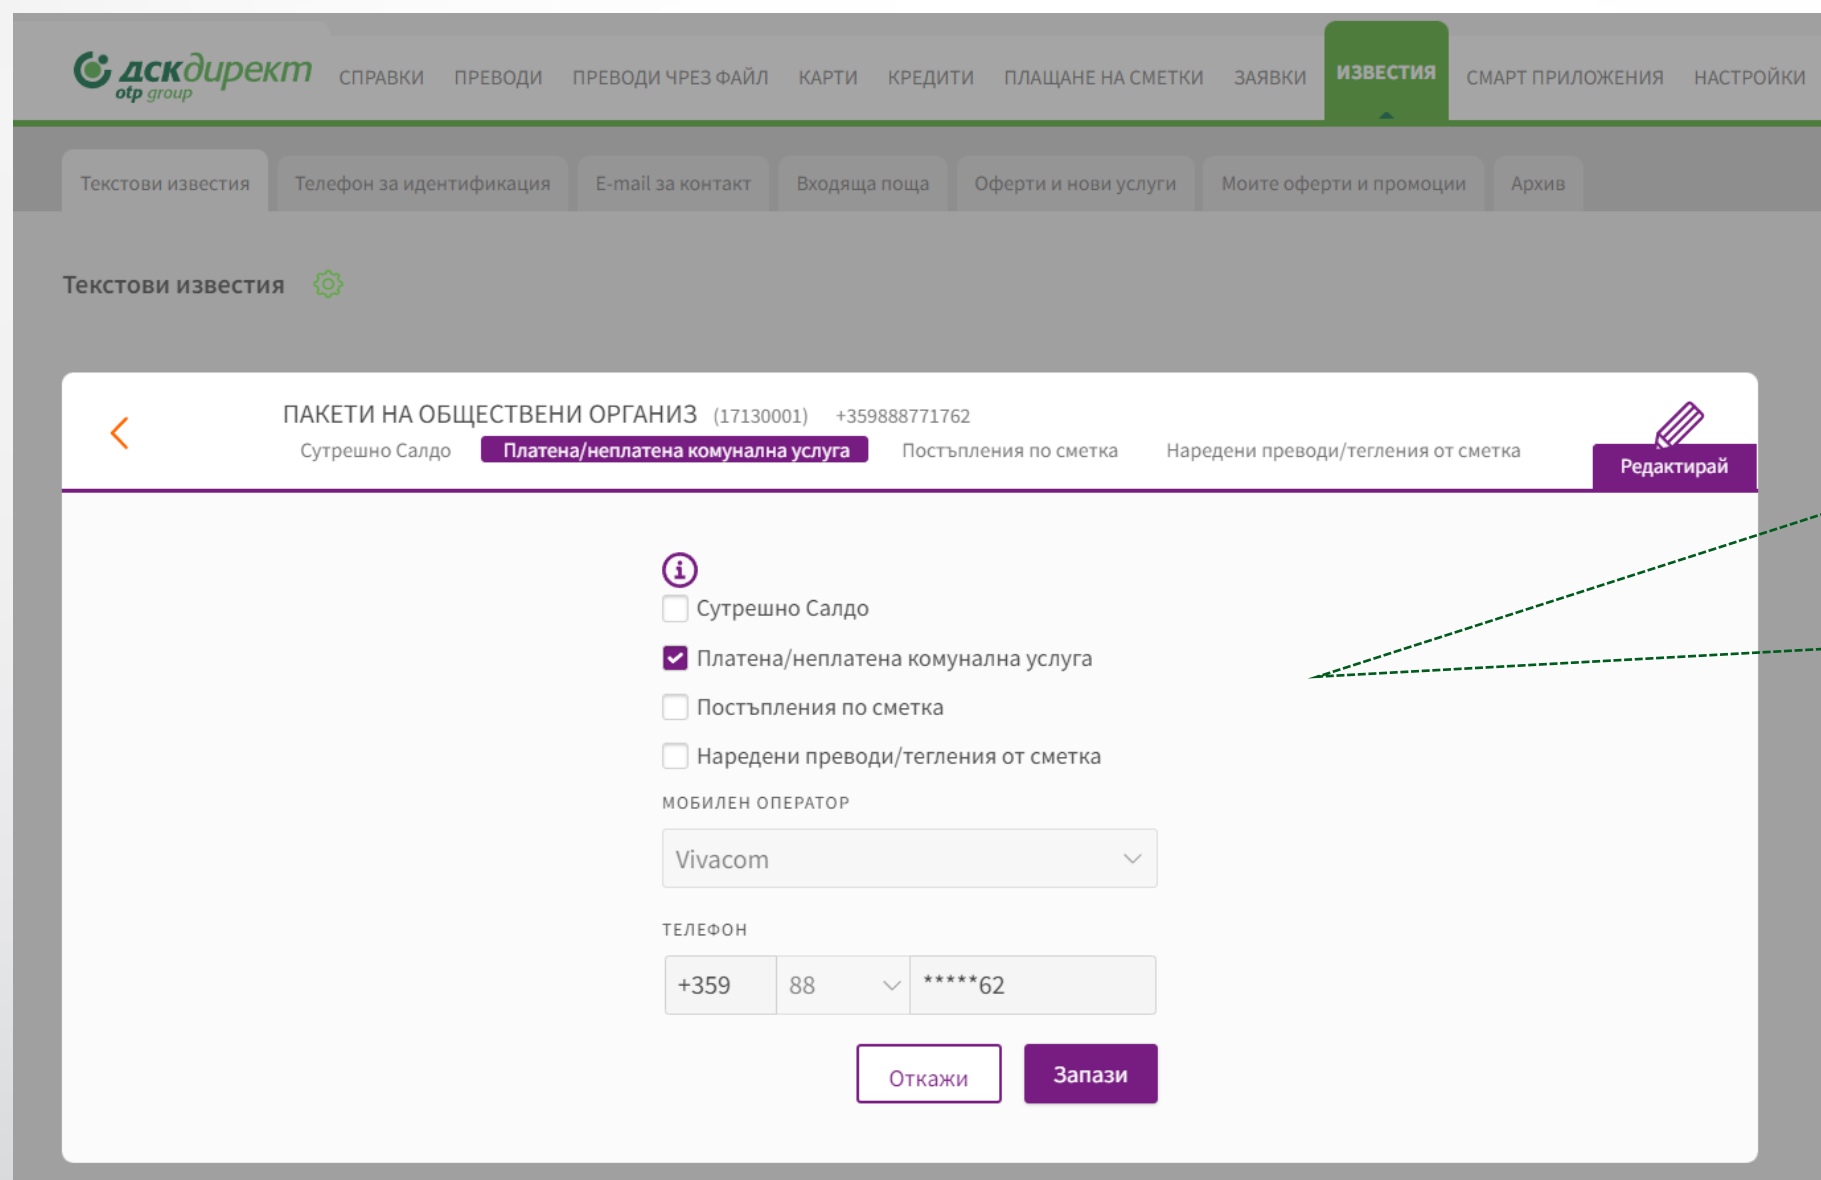 дскдирект
otp group
СПРАВКИ ПРЕВОДИ ПРЕВОДИ ЧРЕЗ ФАЙЛ КАРТИ КРЕДИТИ ПЛАЩАНЕ НА СМЕТКИ ЗАЯВКИ ИЗВЕСТИЯ СМАРТ ПРИЛОЖЕНИЯ НАСТРОЙКИ
Текстови известия Телефон за идентификация E-mail за контакт Входяща поща Оферти и нови услуги Моите оферти и промоции Архив
Текстови известия
ПАКЕТИ НА ОБЩЕСТВЕНИ ОРГАНИЗ (17130001) +359888771762
Сутрешно Салдо Платена/неплатена комунална услуга Постъпления по сметка Наредени преводи/тегления от сметка
Редактирай
Сутрешно Салдо
Платена/неплатена комунална услуга
Постъпления по сметка
Наредени преводи/тегления от сметка
МОБИЛЕН ОПЕРАТОР
Vivacom
ТЕЛЕФОН
+359 88 *****62
Откажи Запази